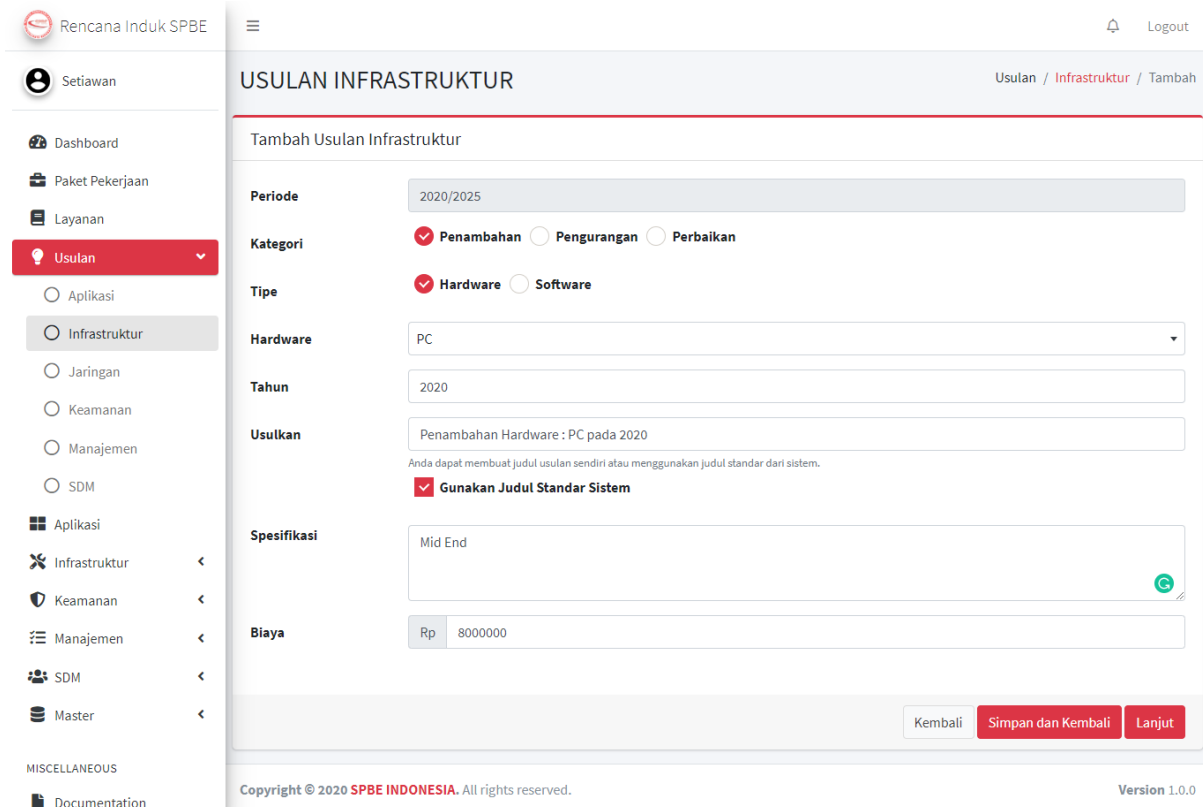 Rencana Induk SPBE
Logout
Setiawan
USULAN INFRASTRUKTUR
Usulan / Infrastruktur / Tambah
Dashboard
Paket Pekerjaan
Layanan
Usulan
Aplikasi
Infrastruktur
Jaringan
Keamanan
Manajemen
SDM
Aplikasi
Infrastruktur
Keamanan
Manajemen
SDM
Master
MISCELLANEOUS
Documentation
Tambah Usulan Infrastruktur
Periode 2020/2025
Kategori Penambahan Pengurangan Perbaikan
Tipe Hardware Software
Hardware PC
Tahun 2020
Usulkan Penambahan Hardware : PC pada 2020
Anda dapat membuat judul usulan sendiri atau menggunakan judul standar dari sistem.
Gunakan Judul Standar Sistem
Spesifikasi Mid End
Biaya Rp 8000000
Kembali Simpan dan Kembali Lanjut
Copyright © 2020 SPBE INDONESIA. All rights reserved.
Version 1.0.0